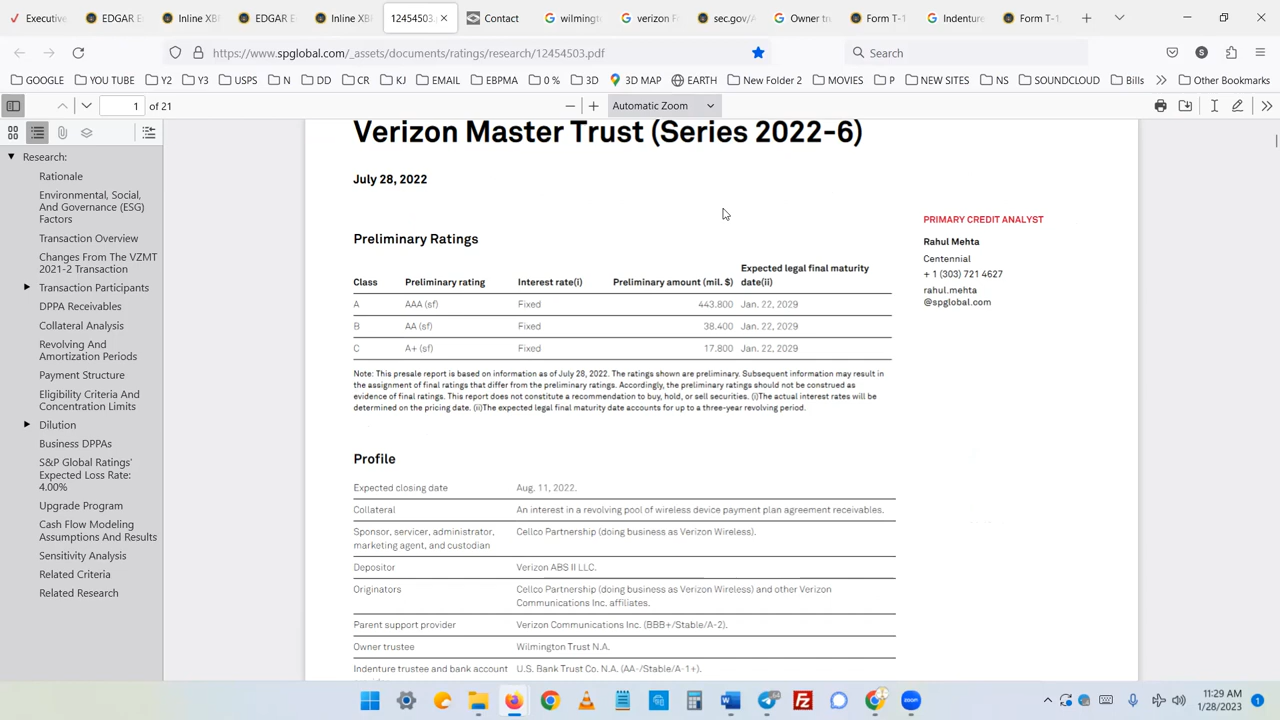 Executive
EDGAR E
Inline XBR
EDGAR E
Inline XBR
12454503.p
Contact
wilmingt
verizon F
sec.gov/A
Owner tru
Form T-1
Indenture
Form T-1,
https://www.spglobal.com/_assets/documents/ratings/research/12454503.pdf
Search
S
GOOGLE
YOU TUBE
Y2
Y3
USPS
N
DD
CR
KJ
EMAIL
EBPMA
0 %
3D
3D MAP
EARTH
New Folder 2
MOVIES
P
NEW SITES
NS
SOUNDCLOUD
Bills
Other Bookmarks
1 of 21
Automatic Zoom
Research:
Rationale
Environmental, Social,
And Governance (ESG)
Factors
Transaction Overview
Changes From The VZMT
2021-2 Transaction
Transaction Participants
DPPA Receivables
Collateral Analysis
Revolving And
Amortization Periods
Payment Structure
Eligibility Criteria And
Concentration Limits
Dilution
Business DPPAs
S&P Global Ratings'
Expected Loss Rate:
4.00%
Upgrade Program
Cash Flow Modeling
Assumptions And Results
Sensitivity Analysis
Related Criteria
Related Research
Verizon Master Trust (Series 2022-6)
July 28, 2022
Preliminary Ratings
Expected legal final maturity
Class Preliminary rating Interest rate(i) Preliminary amount (mil. $) date(ii)
A AAA (sf) Fixed 443.800 Jan. 22, 2029
B AA (sf) Fixed 38.400 Jan. 22, 2029
C A+ (sf) Fixed 17.800 Jan. 22, 2029
Note: This presale report is based on information as of July 28, 2022. The ratings shown are preliminary. Subsequent information may result in
the assignment of final ratings that differ from the preliminary ratings. Accordingly, the preliminary ratings should not be construed as
evidence of final ratings. This report does not constitute a recommendation to buy, hold, or sell securities. (i)The actual interest rates will be
determined on the pricing date. (ii)The expected legal final maturity date accounts for up to a three-year revolving period.
Profile
Expected closing date Aug. 11, 2022.
Collateral An interest in a revolving pool of wireless device payment plan agreement receivables.
Sponsor, servicer, administrator, Cellco Partnership (doing business as Verizon Wireless).
marketing agent, and custodian
Depositor Verizon ABS II LLC.
Originators Cellco Partnership (doing business as Verizon Wireless) and other Verizon
Communications Inc. affiliates.
Parent support provider Verizon Communications Inc. (BBB+/Stable/A-2).
Owner trustee Wilmington Trust N.A.
Indenture trustee and bank account U.S. Bank Trust Co. N.A. (AA-/Stable/A-1+).
PRIMARY CREDIT ANALYST
Rahul Mehta
Centennial
+ 1 (303) 721 4627
rahul.mehta
@spglobal.com
11:29 AM
1/28/2023